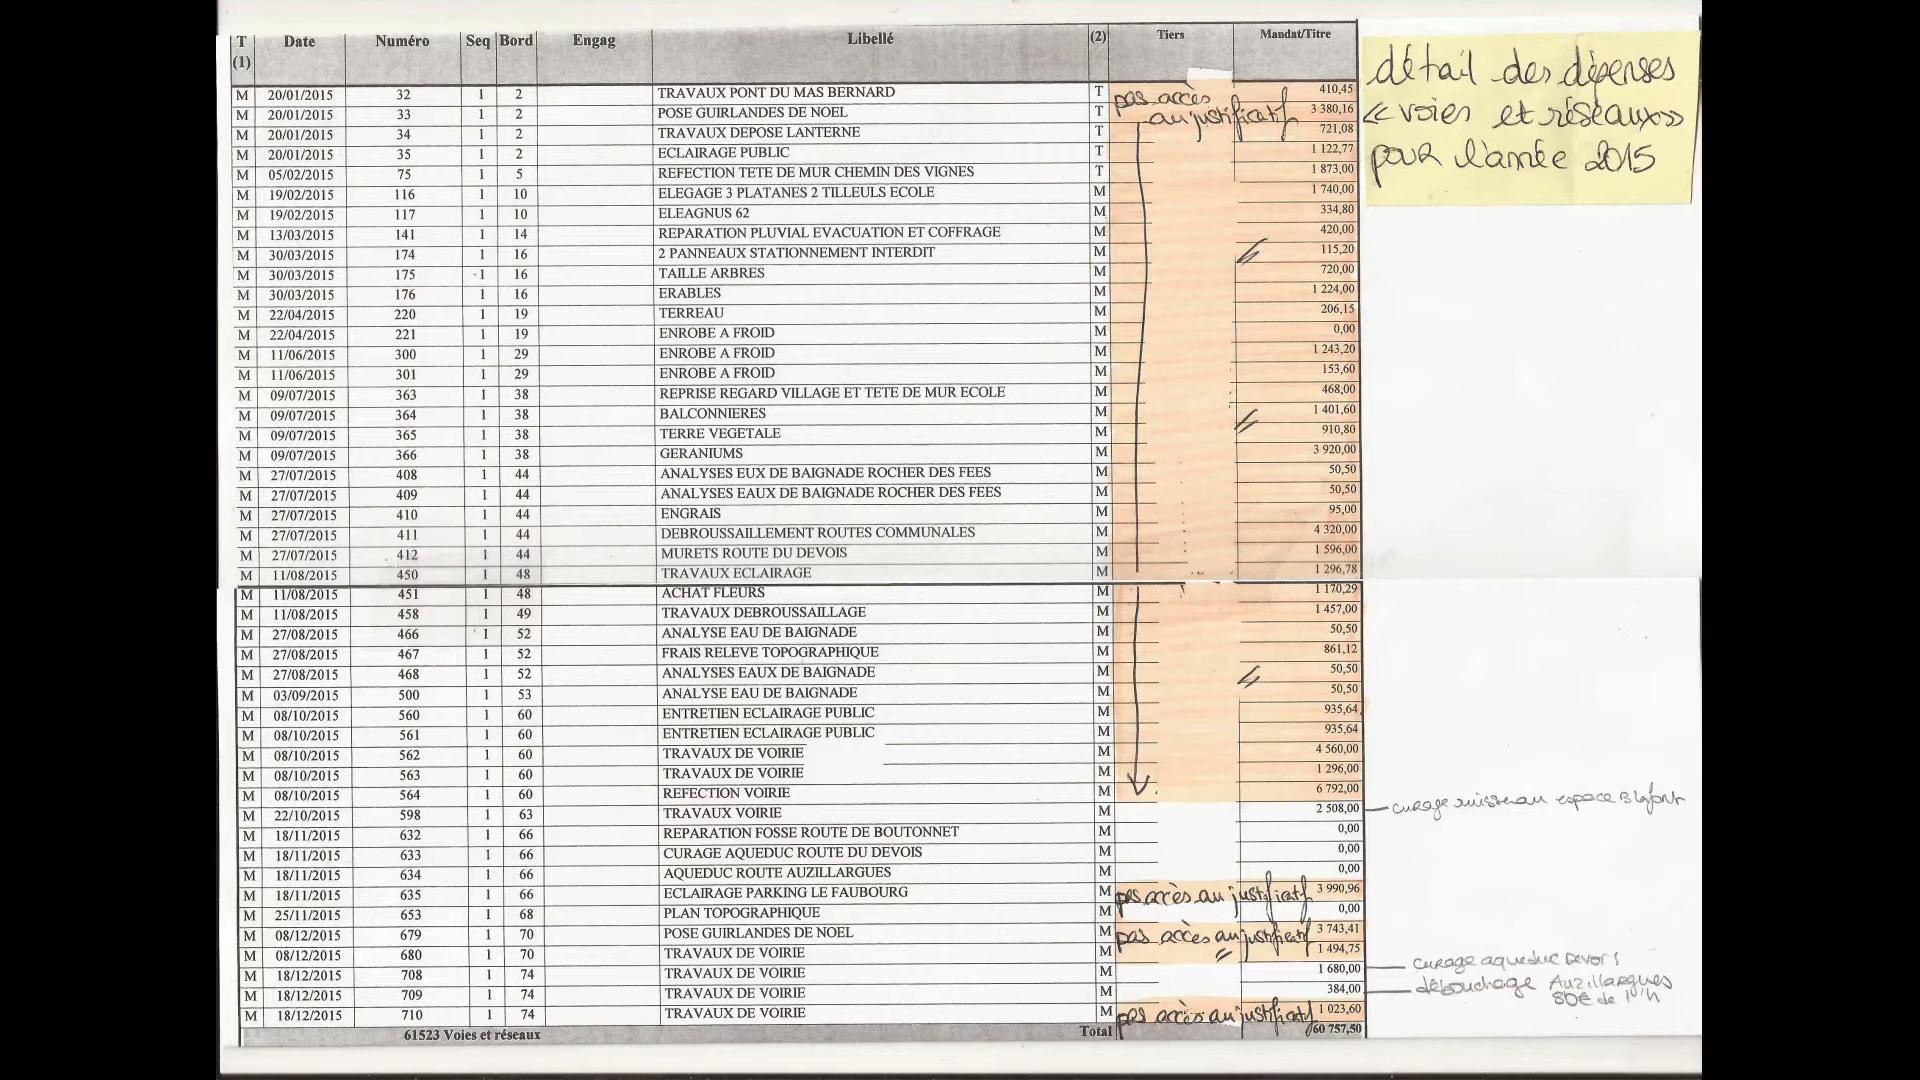 T (1) Date Numéro Seq Bord Engag Libellé (2) Tiers Mandat/Titre
détail des dépenses
« voies et réseaux »
pour l'année 2015
M 20/01/2015 32 1 2 TRAVAUX PONT DU MAS BERNARD T pas accès 410,45
M 20/01/2015 33 1 2 POSE GUIRLANDES DE NOEL T au justificatif 3 380,16
M 20/01/2015 34 1 2 TRAVAUX DEPOSE LANTERNE T 721,08
M 20/01/2015 35 1 2 ECLAIRAGE PUBLIC T 1 122,77
M 05/02/2015 75 1 5 REFECTION TETE DE MUR CHEMIN DES VIGNES T 1 873,00
M 19/02/2015 116 1 10 ELEGAGE 3 PLATANES 2 TILLEULS ECOLE M 1 740,00
M 19/02/2015 117 1 10 ELEAGNUS 62 M 334,80
M 13/03/2015 141 1 14 REPARATION PLUVIAL EVACUATION ET COFFRAGE M 420,00
M 30/03/2015 174 1 16 2 PANNEAUX STATIONNEMENT INTERDIT M 115,20
M 30/03/2015 175 1 16 TAILLE ARBRES M 720,00
M 30/03/2015 176 1 16 ERABLES M 1 224,00
M 22/04/2015 220 1 19 TERREAU M 206,15
M 22/04/2015 221 1 19 ENROBE A FROID M 0,00
M 11/06/2015 300 1 29 ENROBE A FROID M 1 243,20
M 11/06/2015 301 1 29 ENROBE A FROID M 153,60
M 09/07/2015 363 1 38 REPRISE REGARD VILLAGE ET TETE DE MUR ECOLE M 468,00
M 09/07/2015 364 1 38 BALCONNIERES M 1 401,60
M 09/07/2015 365 1 38 TERRE VEGETALE M 910,80
M 09/07/2015 366 1 38 GERANIUMS M 3 920,00
M 27/07/2015 408 1 44 ANALYSES EUX DE BAIGNADE ROCHER DES FEES M 50,50
M 27/07/2015 409 1 44 ANALYSES EAUX DE BAIGNADE ROCHER DES FEES M 50,50
M 27/07/2015 410 1 44 ENGRAIS M 95,00
M 27/07/2015 411 1 44 DEBROUSSAILLEMENT ROUTES COMMUNALES M 4 320,00
M 27/07/2015 412 1 44 MURETS ROUTE DU DEVOIS M 1 596,00
M 11/08/2015 450 1 48 TRAVAUX ECLAIRAGE M 1 296,78
M 11/08/2015 451 1 48 ACHAT FLEURS M 1 170,29
M 11/08/2015 458 1 49 TRAVAUX DEBROUSSAILLAGE M 1 457,00
M 27/08/2015 466 1 52 ANALYSE EAU DE BAIGNADE M 50,50
M 27/08/2015 467 1 52 FRAIS RELEVE TOPOGRAPHIQUE M 861,12
M 27/08/2015 468 1 52 ANALYSES EAUX DE BAIGNADE M 50,50
M 03/09/2015 500 1 53 ANALYSE EAU DE BAIGNADE M 50,50
M 08/10/2015 560 1 60 ENTRETIEN ECLAIRAGE PUBLIC M 935,64
M 08/10/2015 561 1 60 ENTRETIEN ECLAIRAGE PUBLIC M 935,64
M 08/10/2015 562 1 60 TRAVAUX DE VOIRIE M 4 560,00
M 08/10/2015 563 1 60 TRAVAUX DE VOIRIE M 1 296,00
M 08/10/2015 564 1 60 REFECTION VOIRIE M 6 792,00
M 22/10/2015 598 1 63 TRAVAUX VOIRIE M 2 508,00 curage ruisseau espace
M 18/11/2015 632 1 66 REPARATION FOSSE ROUTE DE BOUTONNET M 0,00
M 18/11/2015 633 1 66 CURAGE AQUEDUC ROUTE DU DEVOIS M 0,00
M 18/11/2015 634 1 66 AQUEDUC ROUTE AUZILLARGUES M 0,00
M 18/11/2015 635 1 66 ECLAIRAGE PARKING LE FAUBOURG M pas accès au justificatif 3 990,96
M 25/11/2015 653 1 68 PLAN TOPOGRAPHIQUE M 0,00
M 08/12/2015 679 1 70 POSE GUIRLANDES DE NOEL M pas accès au justificatif 3 743,41
M 08/12/2015 680 1 70 TRAVAUX DE VOIRIE M 1 494,75
M 18/12/2015 708 1 74 TRAVAUX DE VOIRIE M 1 680,00 curage aqueduc Devois
M 18/12/2015 709 1 74 TRAVAUX DE VOIRIE M 384,00 débouchage Auzillargues
80€ de l'h
M 18/12/2015 710 1 74 TRAVAUX DE VOIRIE M pas accès au justificatif 1 023,60
61523 Voies et réseaux Total 60 757,50